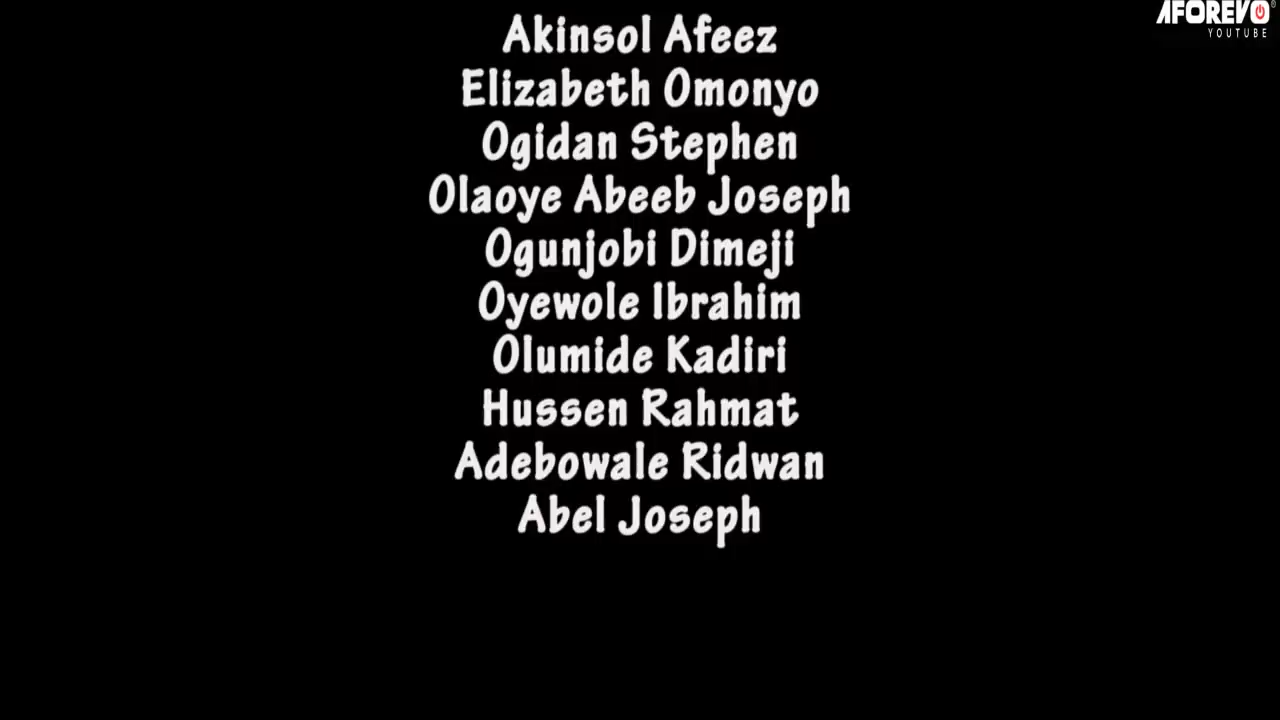 AFOREVO
YOUTUBE
Akinsol Afeez
Elizabeth Omonyo
Ogidan Stephen
Olaoye Abeeb Joseph
Ogunjobi Dimeji
Oyewole Ibrahim
Olumide Kadiri
Hussen Rahmat
Adebowale Ridwan
Abel Joseph